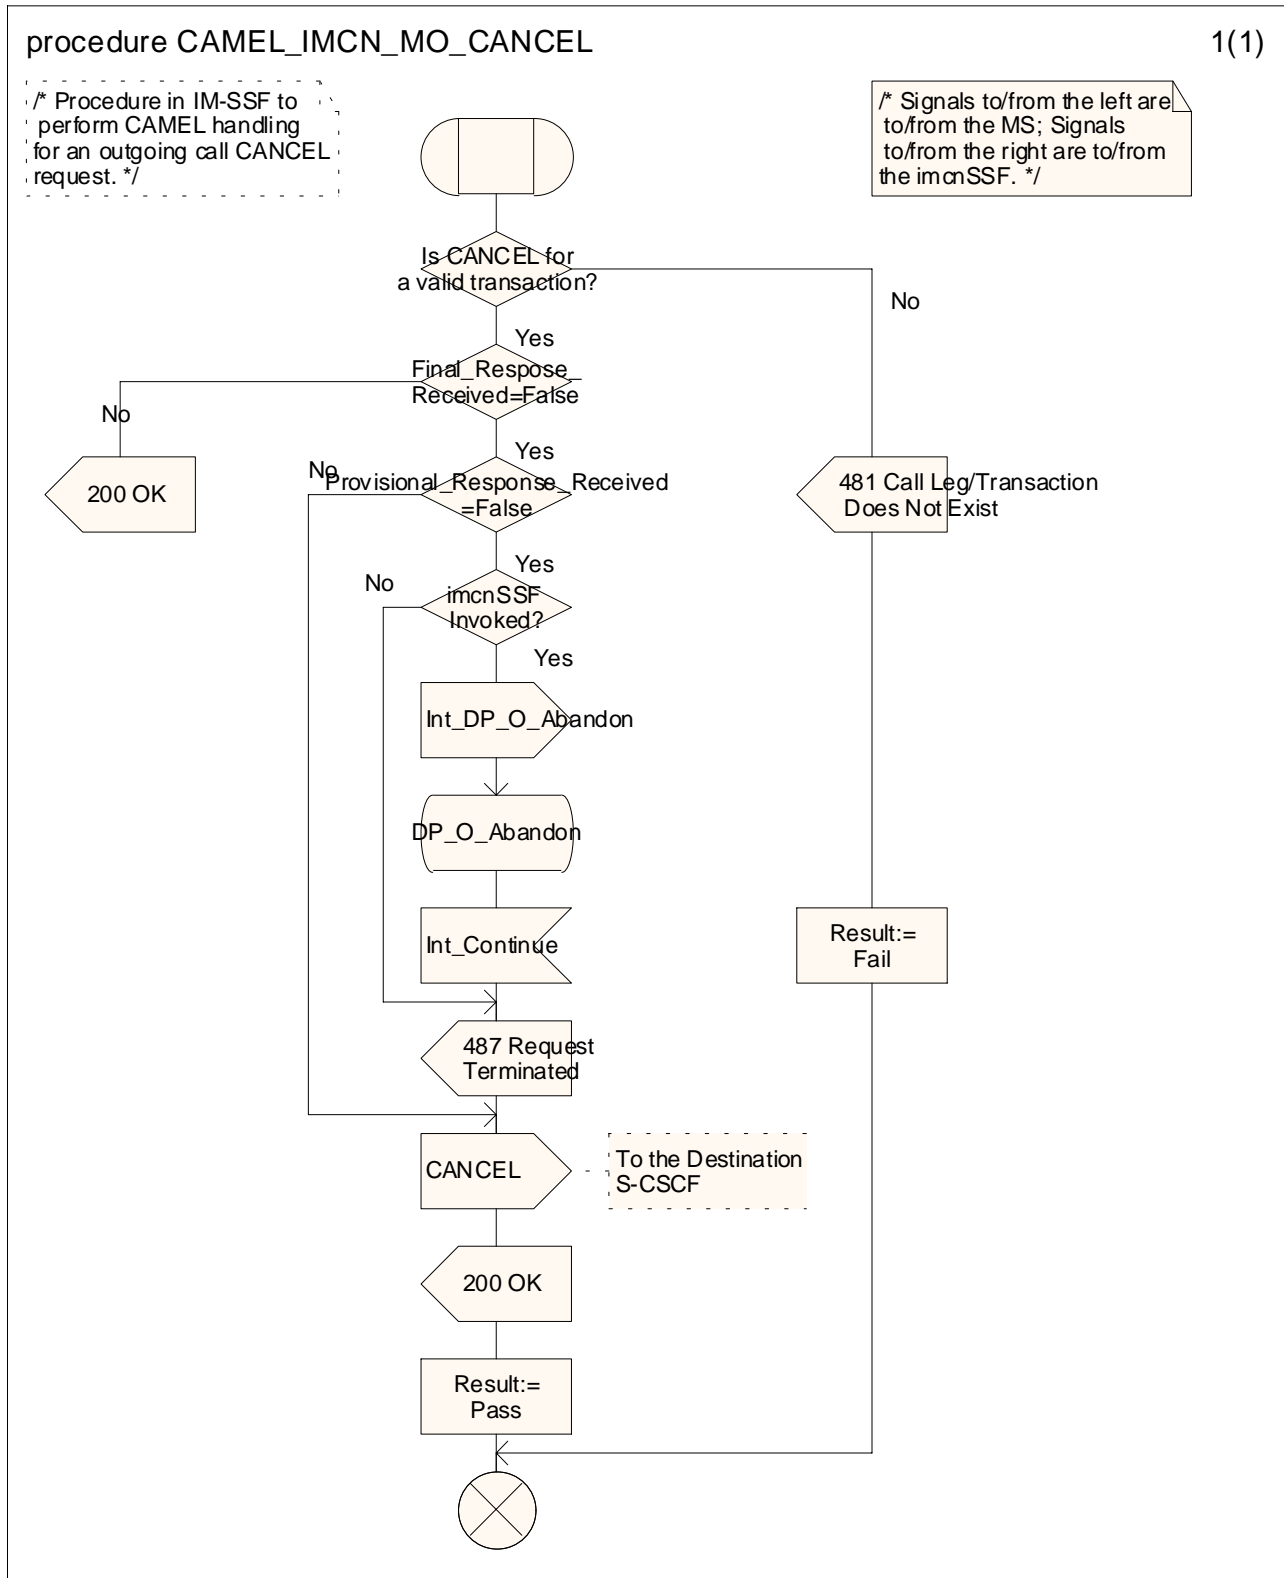 procedure CAMEL_IMCN_MO_CANCEL
1(1)
/* Procedure in IM-SSF to
perform CAMEL handling
for an outgoing call CANCEL
request. */
/* Signals to/from the left are
to/from the MS; Signals
to/from the right are to/from
the imcnSSF. */
Is CANCEL for
a valid transaction?
No
Yes
Final_Respose_
Received=False
No
Yes
200 OK
No
Provisional_Response_Received
=False
481 Call Leg/Transaction
Does Not Exist
Yes
No
imcnSSF
Invoked?
Yes
Int_DP_O_Abandon
DP_O_Abandon
Int_Continue
Result:=
Fail
487 Request
Terminated
CANCEL
To the Destination
S-CSCF
200 OK
Result:=
Pass